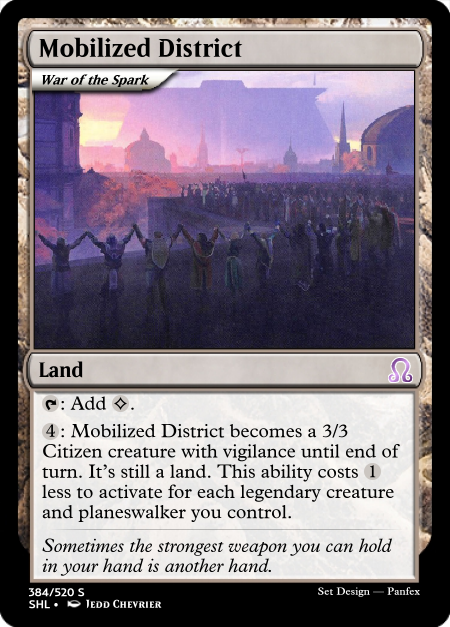 Mobilized District
War of the Spark
Land
: Add .
4: Mobilized District becomes a 3/3
Citizen creature with vigilance until end of
turn. It's still a land. This ability costs 1
less to activate for each legendary creature
and planeswalker you control.
Sometimes the strongest weapon you can hold
in your hand is another hand.
384/520 S
Set Design — Panfex
SHL • Jedd Chevrier